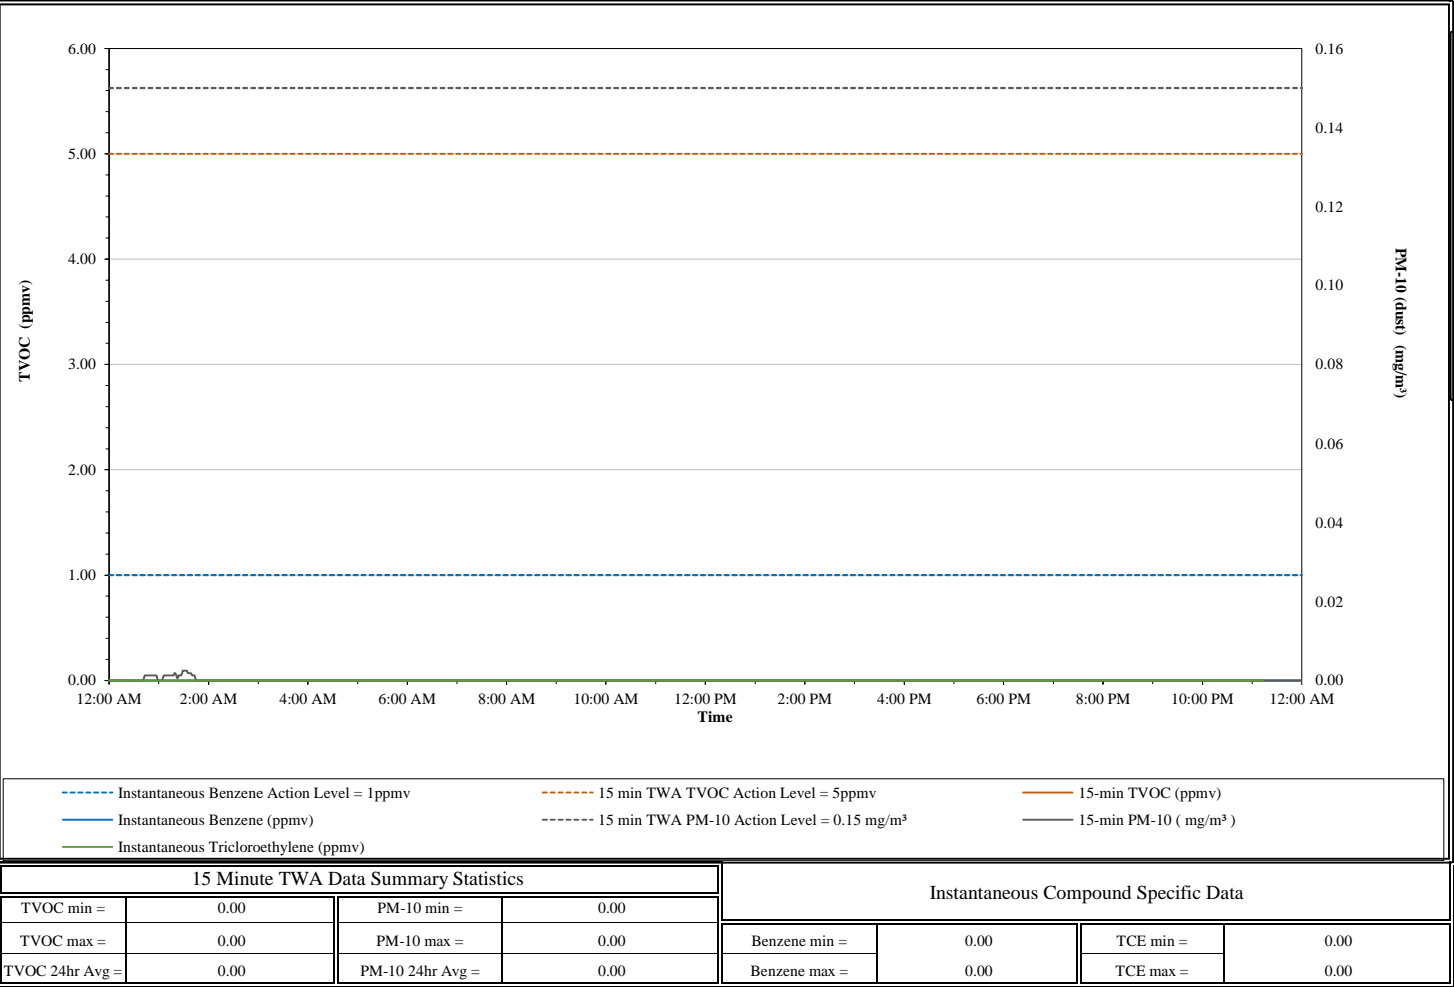 6.00
5.00
4.00
3.00
2.00
1.00
0.00
TVOC (ppmv)
0.16
0.14
0.12
0.10
0.08
0.06
0.04
0.02
0.00
PM-10 (dust) (mg/m³)
12:00 AM 2:00 AM 4:00 AM 6:00 AM 8:00 AM 10:00 AM 12:00 PM 2:00 PM 4:00 PM 6:00 PM 8:00 PM 10:00 PM 12:00 AM
Time
Instantaneous Benzene Action Level = 1ppmv 15 min TWA TVOC Action Level = 5ppmv 15-min TVOC (ppmv)
Instantaneous Benzene (ppmv) 15 min TWA PM-10 Action Level = 0.15 mg/m³ 15-min PM-10 ( mg/m³ )
Instantaneous Tricloroethylene (ppmv)
15 Minute TWA Data Summary Statistics
TVOC min = 0.00 PM-10 min = 0.00
TVOC max = 0.00 PM-10 max = 0.00
TVOC 24hr Avg = 0.00 PM-10 24hr Avg = 0.00
Instantaneous Compound Specific Data
Benzene min = 0.00 TCE min = 0.00
Benzene max = 0.00 TCE max = 0.00